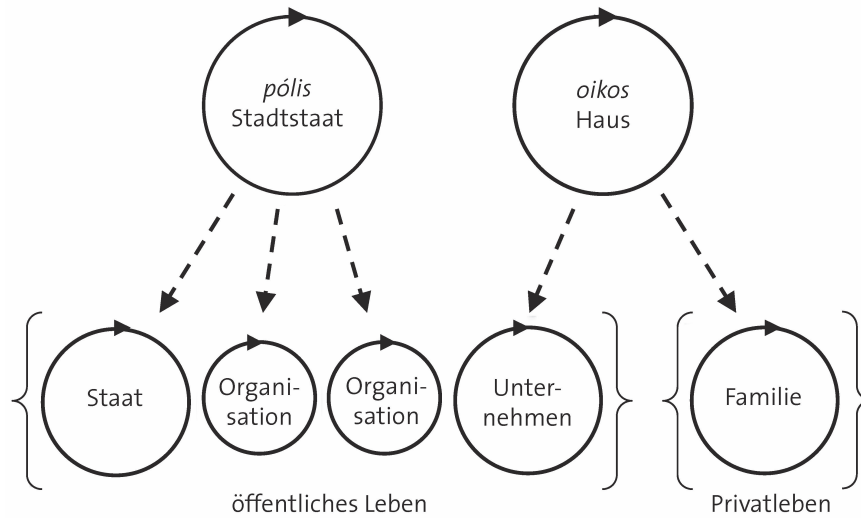 pólis
Stadtstaat
oikos
Haus
Staat
Organi-
sation
Organi-
sation
Unter-
nehmen
Familie
öffentliches Leben
Privatleben